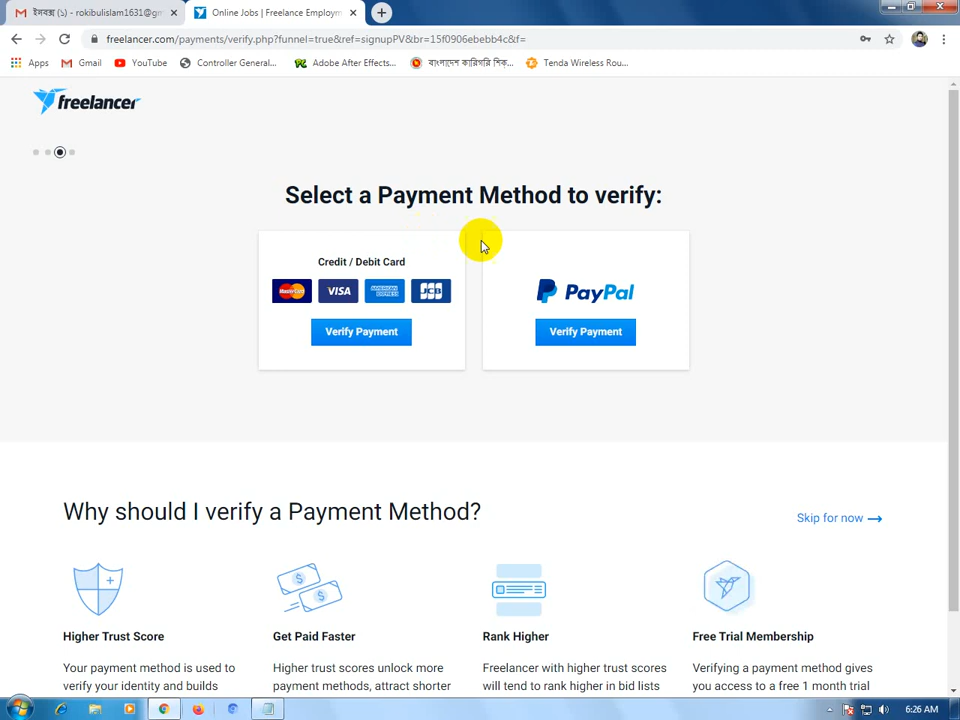 ইনবক্স (১) - rokibulislam1631@gm
Online Jobs | Freelance Employm
freelancer.com/payments/verify.php?funnel=true&ref=signupPV&br=15f0906ebebb4c&f=
Apps Gmail YouTube Controller General... Adobe After Effects... বাংলাদেশ কারিগরি শিক... Tenda Wireless Rou...
freelancer
Select a Payment Method to verify:
Credit / Debit Card
MasterCard VISA AMERICAN EXPRESS JCB
PayPal
Verify Payment
Verify Payment
Why should I verify a Payment Method?
Skip for now
Higher Trust Score
Get Paid Faster
Rank Higher
Free Trial Membership
Your payment method is used to
verify your identity and builds
Higher trust scores unlock more
payment methods, attract shorter
Freelancer with higher trust scores
will tend to rank higher in bid lists
Verifying a payment method gives
you access to a free 1 month trial
6:26 AM